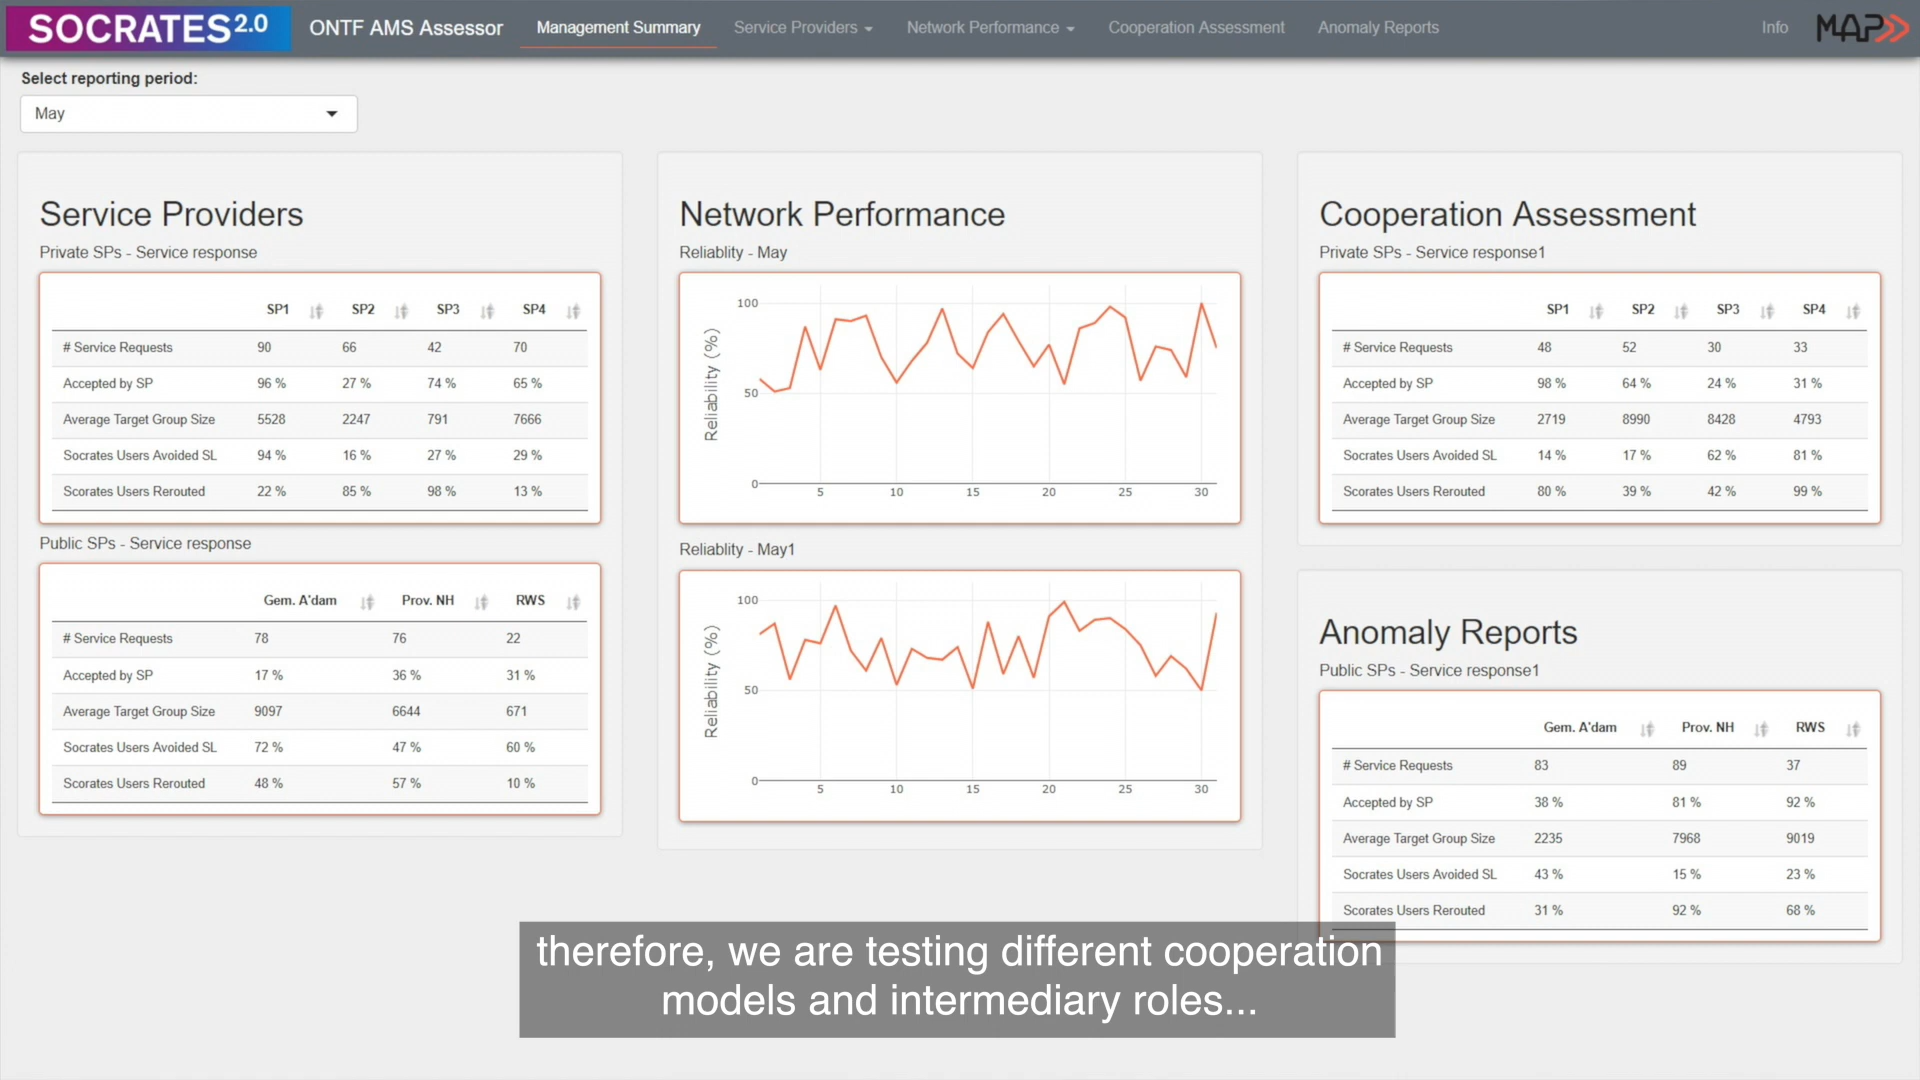 SOCRATES2.0 ONTF AMS Assessor Management Summary Service Providers Network Performance Cooperation Assessment Anomaly Reports Info MAP
Select reporting period:
May
Service Providers
Private SPs - Service response
SP1 SP2 SP3 SP4
# Service Requests 90 66 42 70
Accepted by SP 96 % 27 % 74 % 65 %
Average Target Group Size 5528 2247 791 7666
Socrates Users Avoided SL 94 % 16 % 27 % 29 %
Scorates Users Rerouted 22 % 85 % 98 % 13 %
Public SPs - Service response
Gem. A'dam Prov. NH RWS
# Service Requests 78 76 22
Accepted by SP 17 % 36 % 31 %
Average Target Group Size 9097 6644 671
Socrates Users Avoided SL 72 % 47 % 60 %
Scorates Users Rerouted 48 % 57 % 10 %
Network Performance
Reliablity - May
Reliability (%)
100
50
0
5 10 15 20 25 30
Reliablity - May1
Reliability (%)
100
50
0
5 10 15 20 25 30
Cooperation Assessment
Private SPs - Service response1
SP1 SP2 SP3 SP4
# Service Requests 48 52 30 33
Accepted by SP 98 % 64 % 24 % 31 %
Average Target Group Size 2719 8990 8428 4793
Socrates Users Avoided SL 14 % 17 % 62 % 81 %
Scorates Users Rerouted 80 % 39 % 42 % 99 %
Anomaly Reports
Public SPs - Service response1
Gem. A'dam Prov. NH RWS
# Service Requests 83 89 37
Accepted by SP 38 % 81 % 92 %
Average Target Group Size 2235 7968 9019
Socrates Users Avoided SL 43 % 15 % 23 %
Scorates Users Rerouted 31 % 92 % 68 %
therefore, we are testing different cooperation
models and intermediary roles...